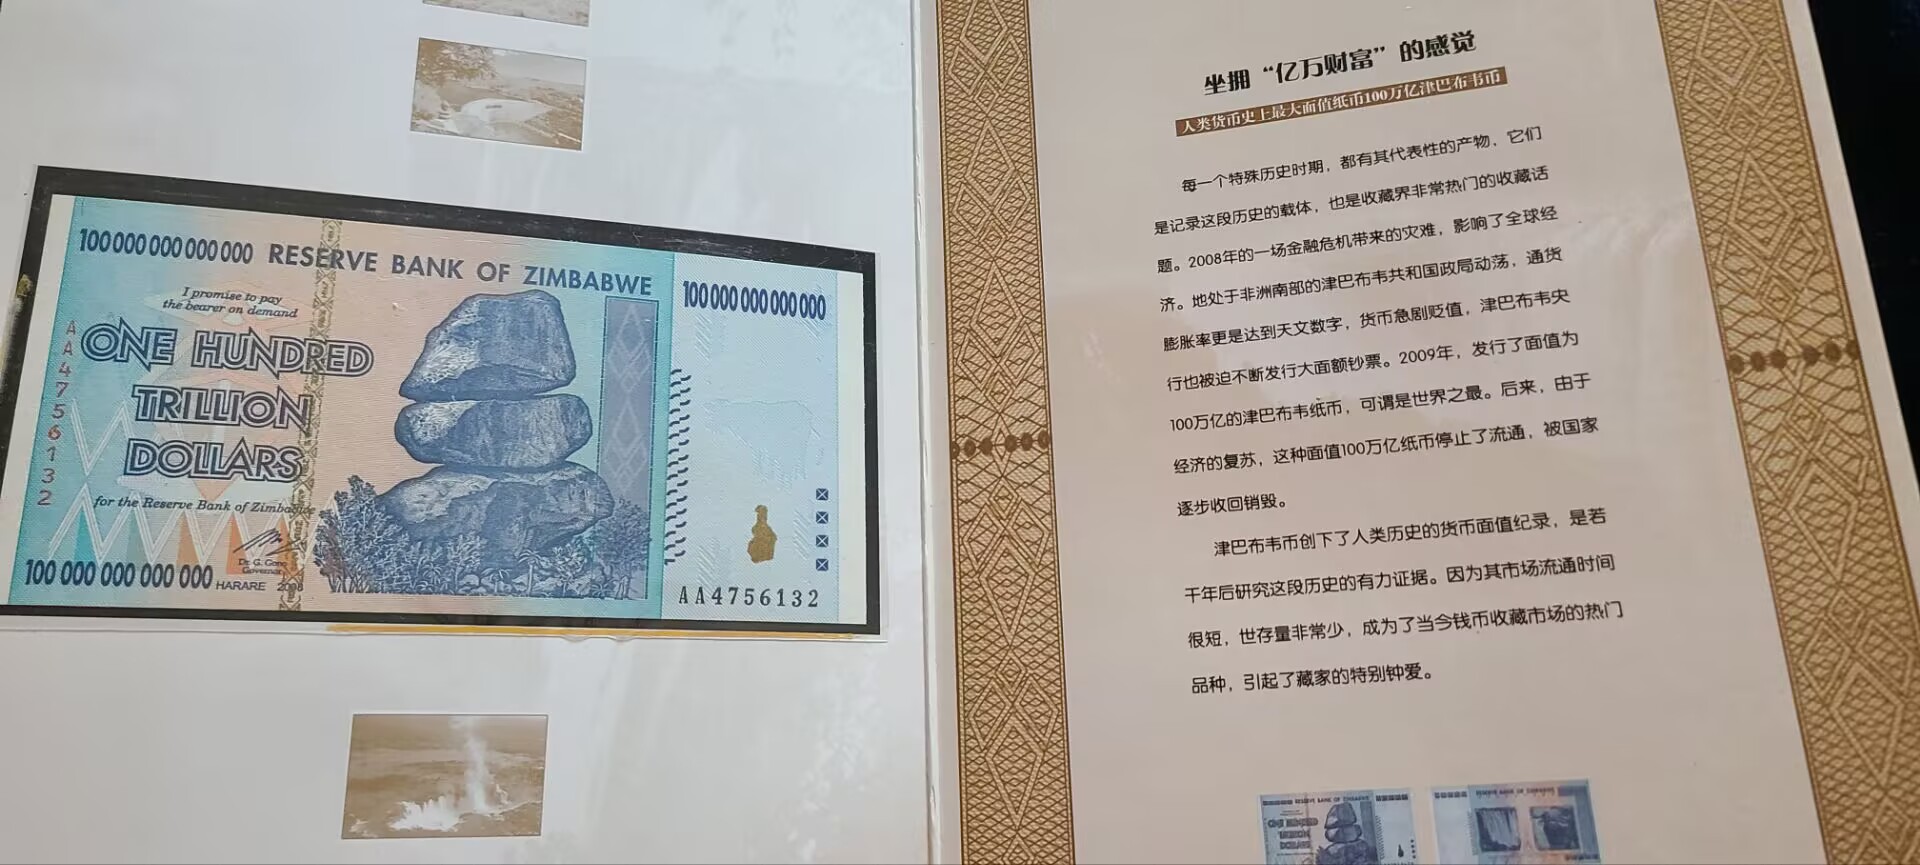 100 000 000 000 000 RESERVE BANK OF ZIMBABWE
100 000 000 000 000
I promise to pay
the bearer on demand
ONE HUNDRED
TRILLION
DOLLARS
for the Reserve Bank of Zimbabwe
Dr. G. Gono
Governor
100 000 000 000 000 HARARE 2008
AA4756132
AA4756132
坐拥“亿万财富”的感觉
人类货币史上最大面值纸币100万亿津巴布韦币
每一个特殊历史时期，都有其代表性的产物，它们
是记录这段历史的载体，也是收藏界非常热门的收藏话
题。2008年的一场金融危机带来的灾难，影响了全球经
济。地处于非洲南部的津巴布韦共和国政局动荡，通货
膨胀率更是达到天文数字，货币急剧贬值，津巴布韦央
行也被迫不断发行大面额钞票。2009年，发行了面值为
100万亿的津巴布韦纸币，可谓是世界之最。后来，由于
经济的复苏，这种面值100万亿纸币停止了流通，被国家
逐步收回销毁。
津巴布韦币创下了人类历史的货币面值纪录，是若
干年后研究这段历史的有力证据。因为其市场流通时间
很短，世存量非常少，成为了当今钱币收藏市场的热门
品种，引起了藏家的特别钟爱。
RESERVE BANK OF ZIMBABWE
ONE HUNDRED
TRILLION
DOLLARS
RESERVE BANK OF ZIMBABWE